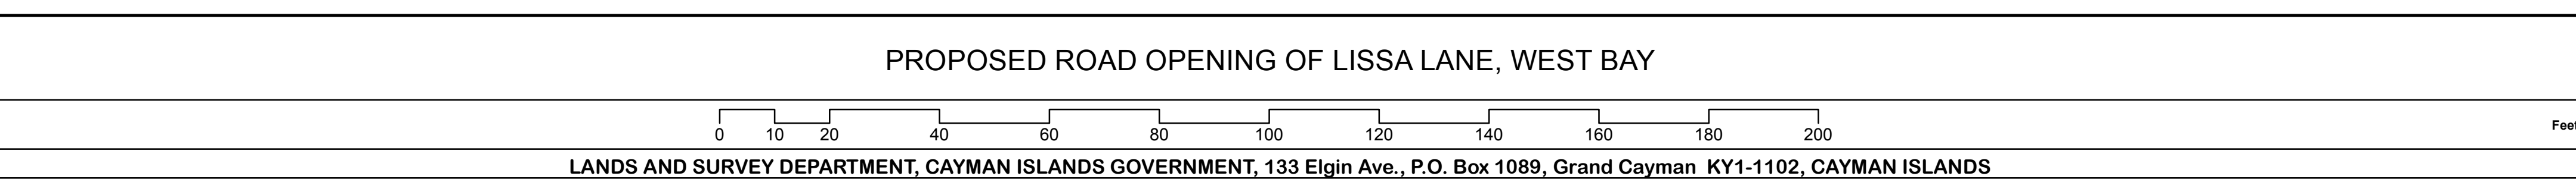 PROPOSED ROAD OPENING OF LISSA LANE, WEST BAY
0 10 20 40 60 80 100 120 140 160 180 200
Feet
LANDS AND SURVEY DEPARTMENT, CAYMAN ISLANDS GOVERNMENT, 133 Elgin Ave., P.O. Box 1089, Grand Cayman KY1-1102, CAYMAN ISLANDS